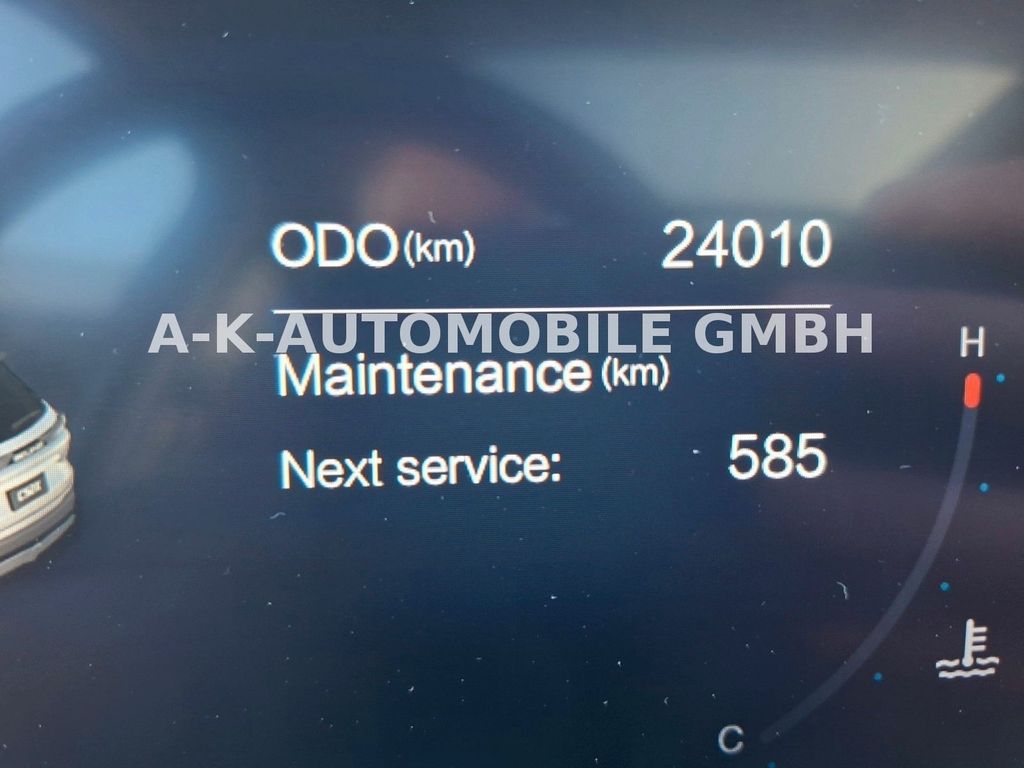 ODO (km) 24010
A-K-AUTOMOBILE GMBH
Maintenance (km)
H
Next service: 585
C